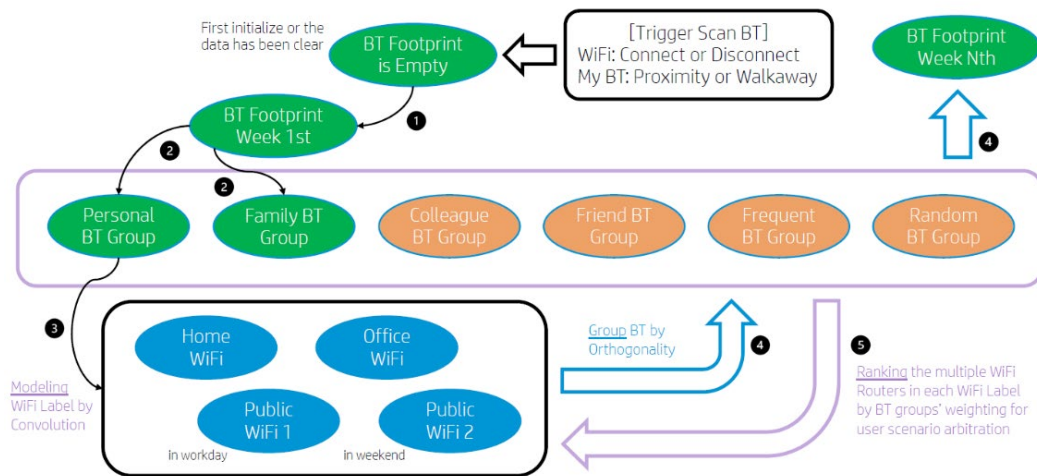 First initialize or the
data has been clear
BT Footprint
is Empty
[Trigger Scan BT]
WiFi: Connect or Disconnect
My BT: Proximity or Walkaway
BT Footprint
Week Nth
BT Footprint
Week 1st
1
2
2
4
Personal
BT Group
Family BT
Group
Colleague
BT Group
Friend BT
Group
Frequent
BT Group
Random
BT Group
3
Home
WiFi
Office
WiFi
Public
WiFi 1
Public
WiFi 2
in workday
in weekend
Modeling
WiFi Label by
Convolution
Group BT by
Orthogonality
4
5
Ranking the multiple WiFi
Routers in each WiFi Label
by BT groups' weighting for
user scenario arbitration